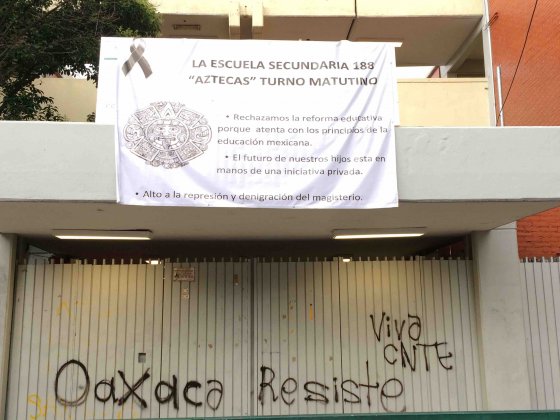 LA ESCUELA SECUNDARIA 188
"AZTECAS" TURNO MATUTINO
• Rechazamos la reforma educativa
porque atenta con los principios de la
educación mexicana.
• El futuro de nuestros hijos esta en
manos de una iniciativa privada.
• Alto a la represión y denigración del magisterio.
Viva
CNTE
Oaxaca Resiste